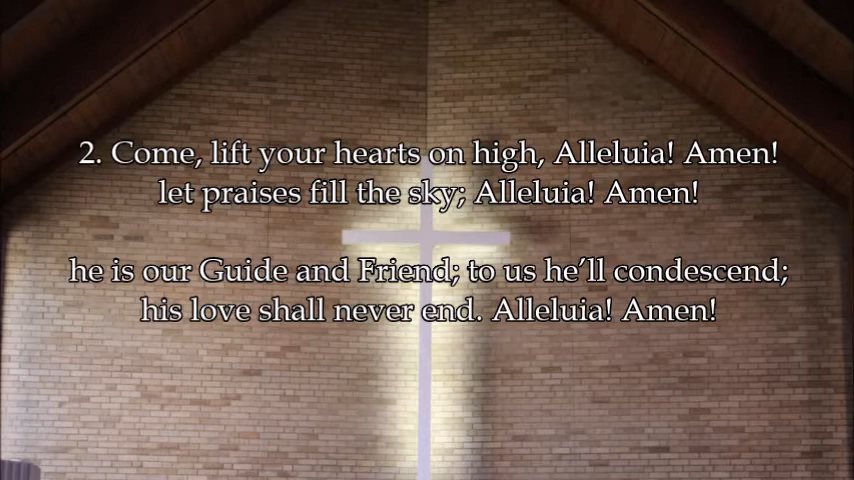 2. Come, lift your hearts on high, Alleluia! Amen!
let praises fill the sky; Alleluia! Amen!
he is our Guide and Friend; to us he’ll condescend;
his love shall never end. Alleluia! Amen!